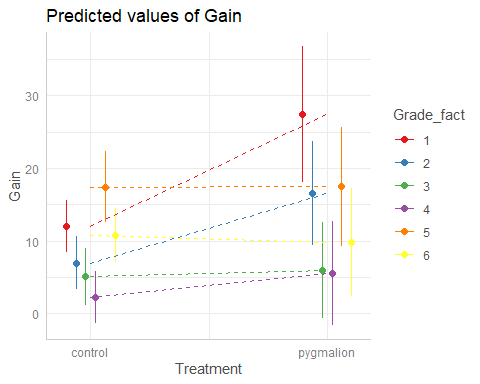 Predicted values of Gain
Gain
30
20
10
0
control
pygmalion
Treatment
Grade_fact
1
2
3
4
5
6